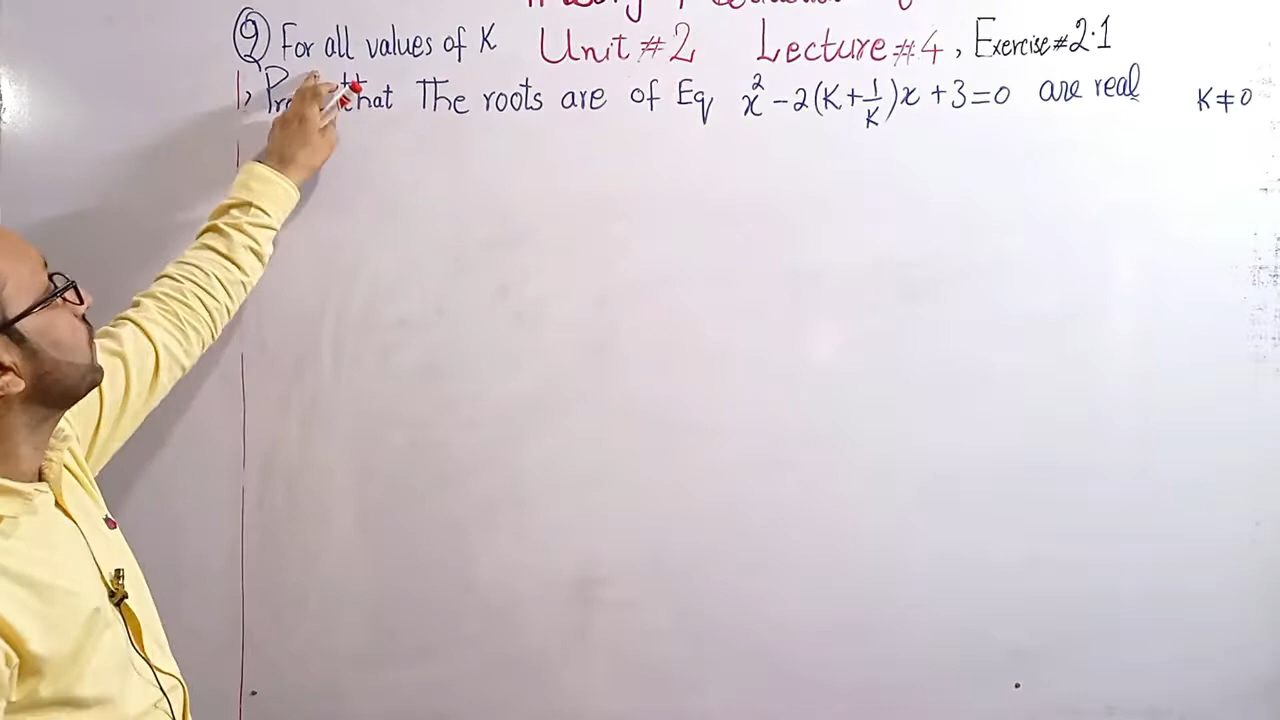 Q For all values of K Unit #2 Lecture #4, Exercise #2.1
1, that The roots are of Eq x² - 2(K + 1/K)x + 3 = 0 are real K ≠ 0